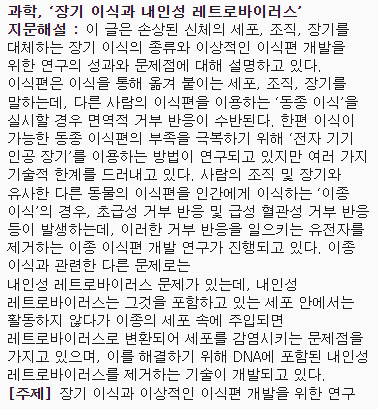 과학, ‘장기 이식과 내인성 레트로바이러스’
지문해설 : 이 글은 손상된 신체의 세포, 조직, 장기를
대체하는 장기 이식의 종류와 이상적인 이식편 개발을
위한 연구의 성과와 문제점에 대해 설명하고 있다.
이식편은 이식을 통해 옮겨 붙이는 세포, 조직, 장기를
말하는데, 다른 사람의 이식편을 이용하는 ‘동종 이식’을
실시할 경우 면역적 거부 반응이 수반된다. 한편 이식이
가능한 동종 이식편의 부족을 극복하기 위해 ‘전자 기기
인공 장기’를 이용하는 방법이 연구되고 있지만 여러 가지
기술적 한계를 드러내고 있다. 사람의 조직 및 장기와
유사한 다른 동물의 이식편을 인간에게 이식하는 ‘이종
이식’의 경우, 초급성 거부 반응 및 급성 혈관성 거부 반응
등이 발생하는데, 이러한 거부 반응을 일으키는 유전자를
제거하는 이종 이식편 개발 연구가 진행되고 있다. 이종
이식과 관련한 다른 문제로는
내인성 레트로바이러스 문제가 있는데, 내인성
레트로바이러스는 그것을 포함하고 있는 세포 안에서는
활동하지 않다가 이종의 세포 속에 주입되면
레트로바이러스로 변환되어 세포를 감염시키는 문제점을
가지고 있으며, 이를 해결하기 위해 DNA에 포함된 내인성
레트로바이러스를 제거하는 기술이 개발되고 있다.
[주제] 장기 이식과 이상적인 이식편 개발을 위한 연구